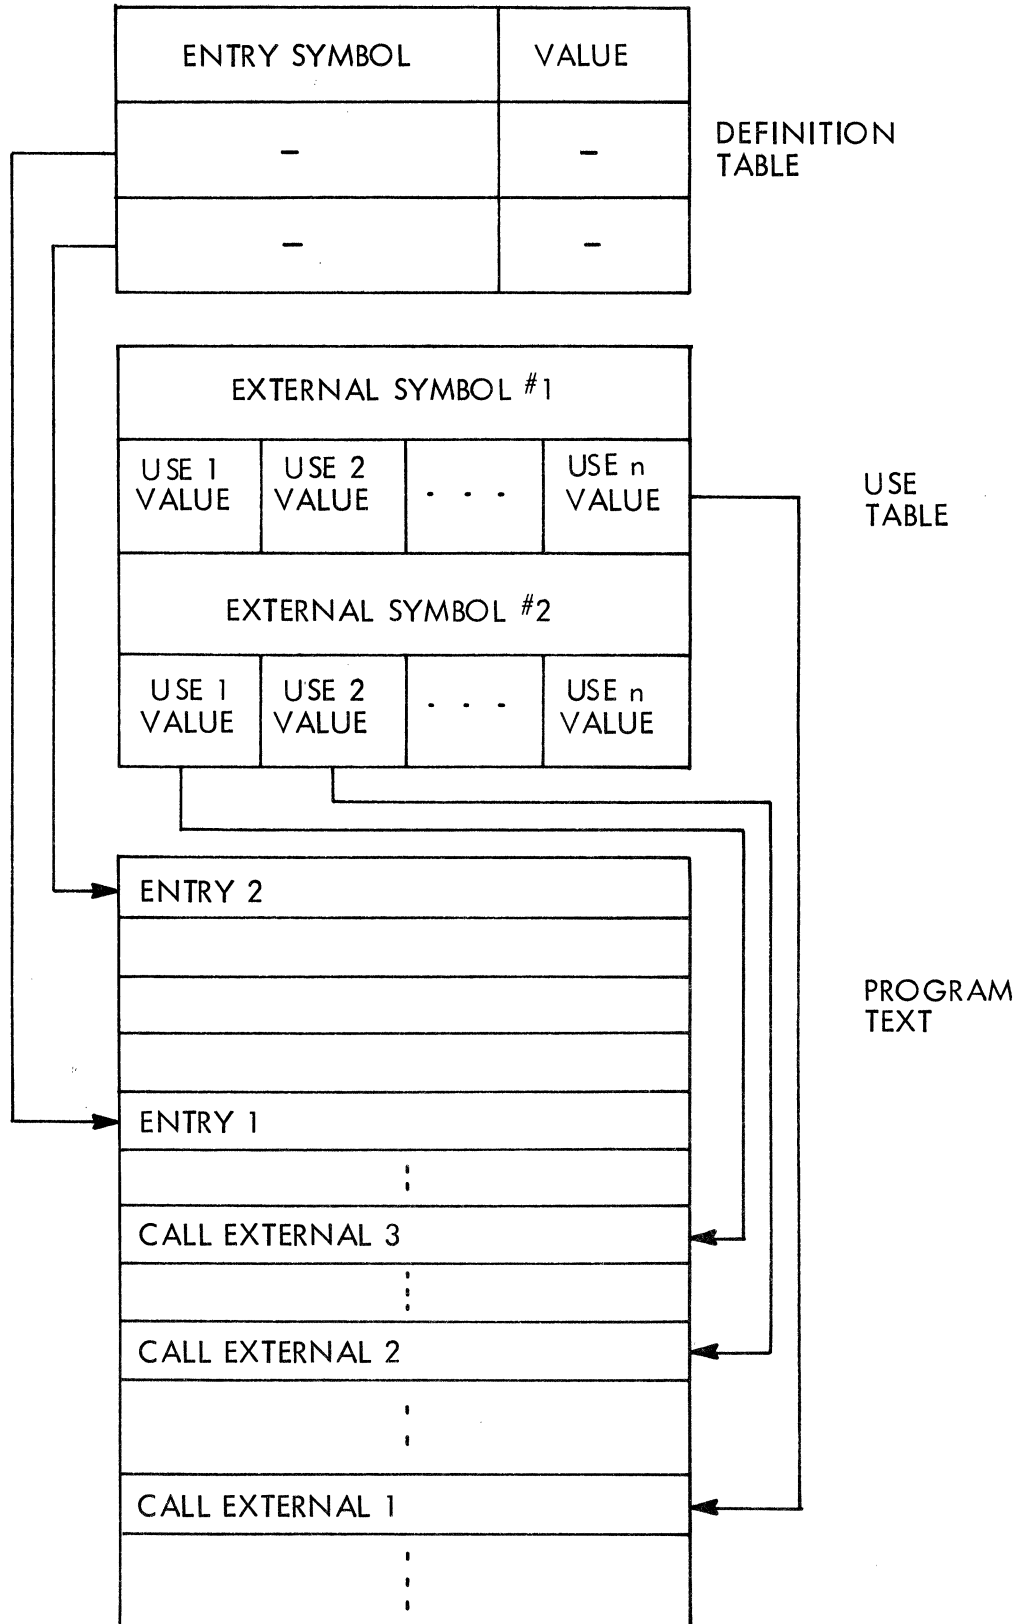 ENTRY SYMBOL VALUE
– –
– –
DEFINITION
TABLE
EXTERNAL SYMBOL #1
USE 1 VALUE
USE 2 VALUE
. . .
USE n VALUE
USE
TABLE
EXTERNAL SYMBOL #2
USE 1 VALUE
USE 2 VALUE
. . .
USE n VALUE
ENTRY 2
PROGRAM
TEXT
ENTRY 1
CALL EXTERNAL 3
CALL EXTERNAL 2
CALL EXTERNAL 1